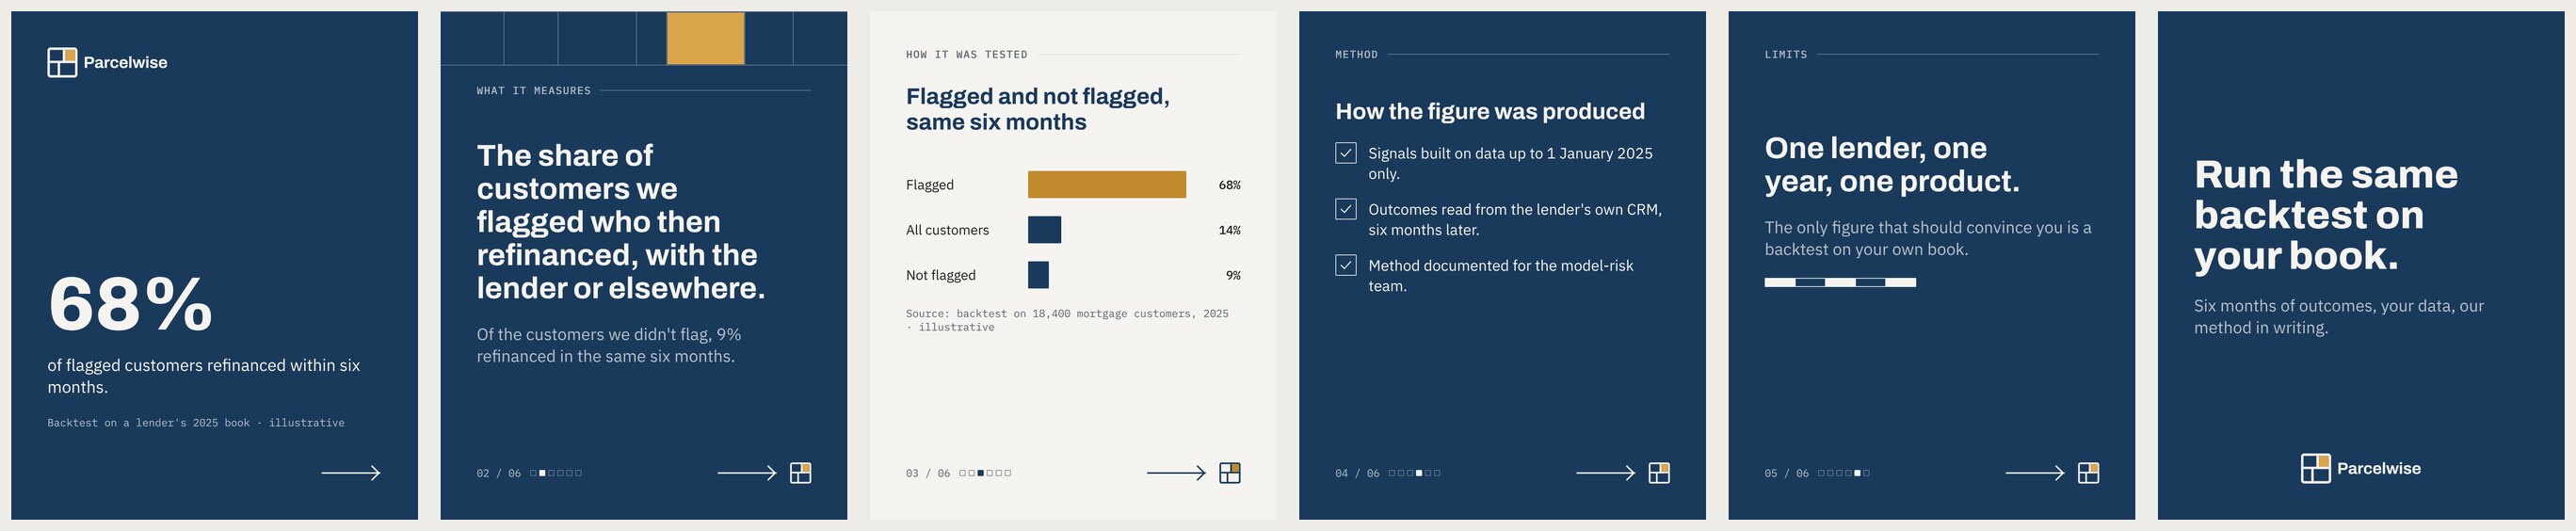 Parcelwise
68%
of flagged customers refinanced within six
months.
Backtest on a lender's 2025 book · illustrative
WHAT IT MEASURES
The share of
customers we
flagged who then
refinanced, with the
lender or elsewhere.
Of the customers we didn't flag, 9%
refinanced in the same six months.
02 / 06
HOW IT WAS TESTED
Flagged and not flagged,
same six months
Flagged 68%
All customers 14%
Not flagged 9%
Source: backtest on 18,400 mortgage customers, 2025
· illustrative
03 / 06
METHOD
How the figure was produced
Signals built on data up to 1 January 2025
only.
Outcomes read from the lender's own CRM,
six months later.
Method documented for the model-risk
team.
04 / 06
LIMITS
One lender, one
year, one product.
The only figure that should convince you is a
backtest on your own book.
05 / 06
Run the same
backtest on
your book.
Six months of outcomes, your data, our
method in writing.
Parcelwise